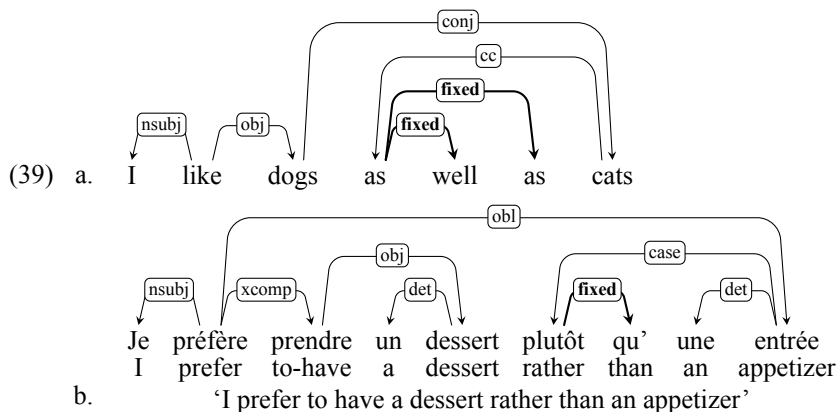 conj
cc
fixed
nsubj obj fixed
(39) a. I like dogs as well as cats
obl
case
obj
nsubj xcomp det fixed det
Je préfère prendre un dessert plutôt qu’ une entrée
I prefer to-have a dessert rather than an appetizer
b. ‘I prefer to have a dessert rather than an appetizer’